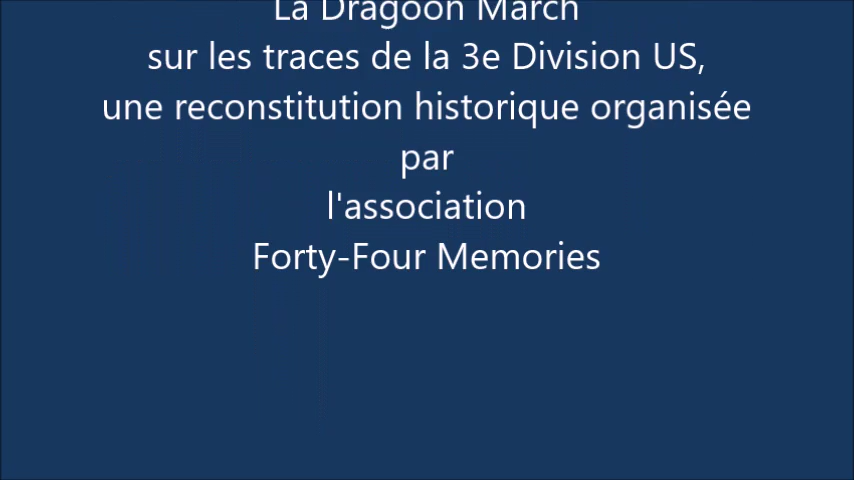 La Dragoon March
sur les traces de la 3e Division US,
une reconstitution historique organisée
par
l'association
Forty-Four Memories